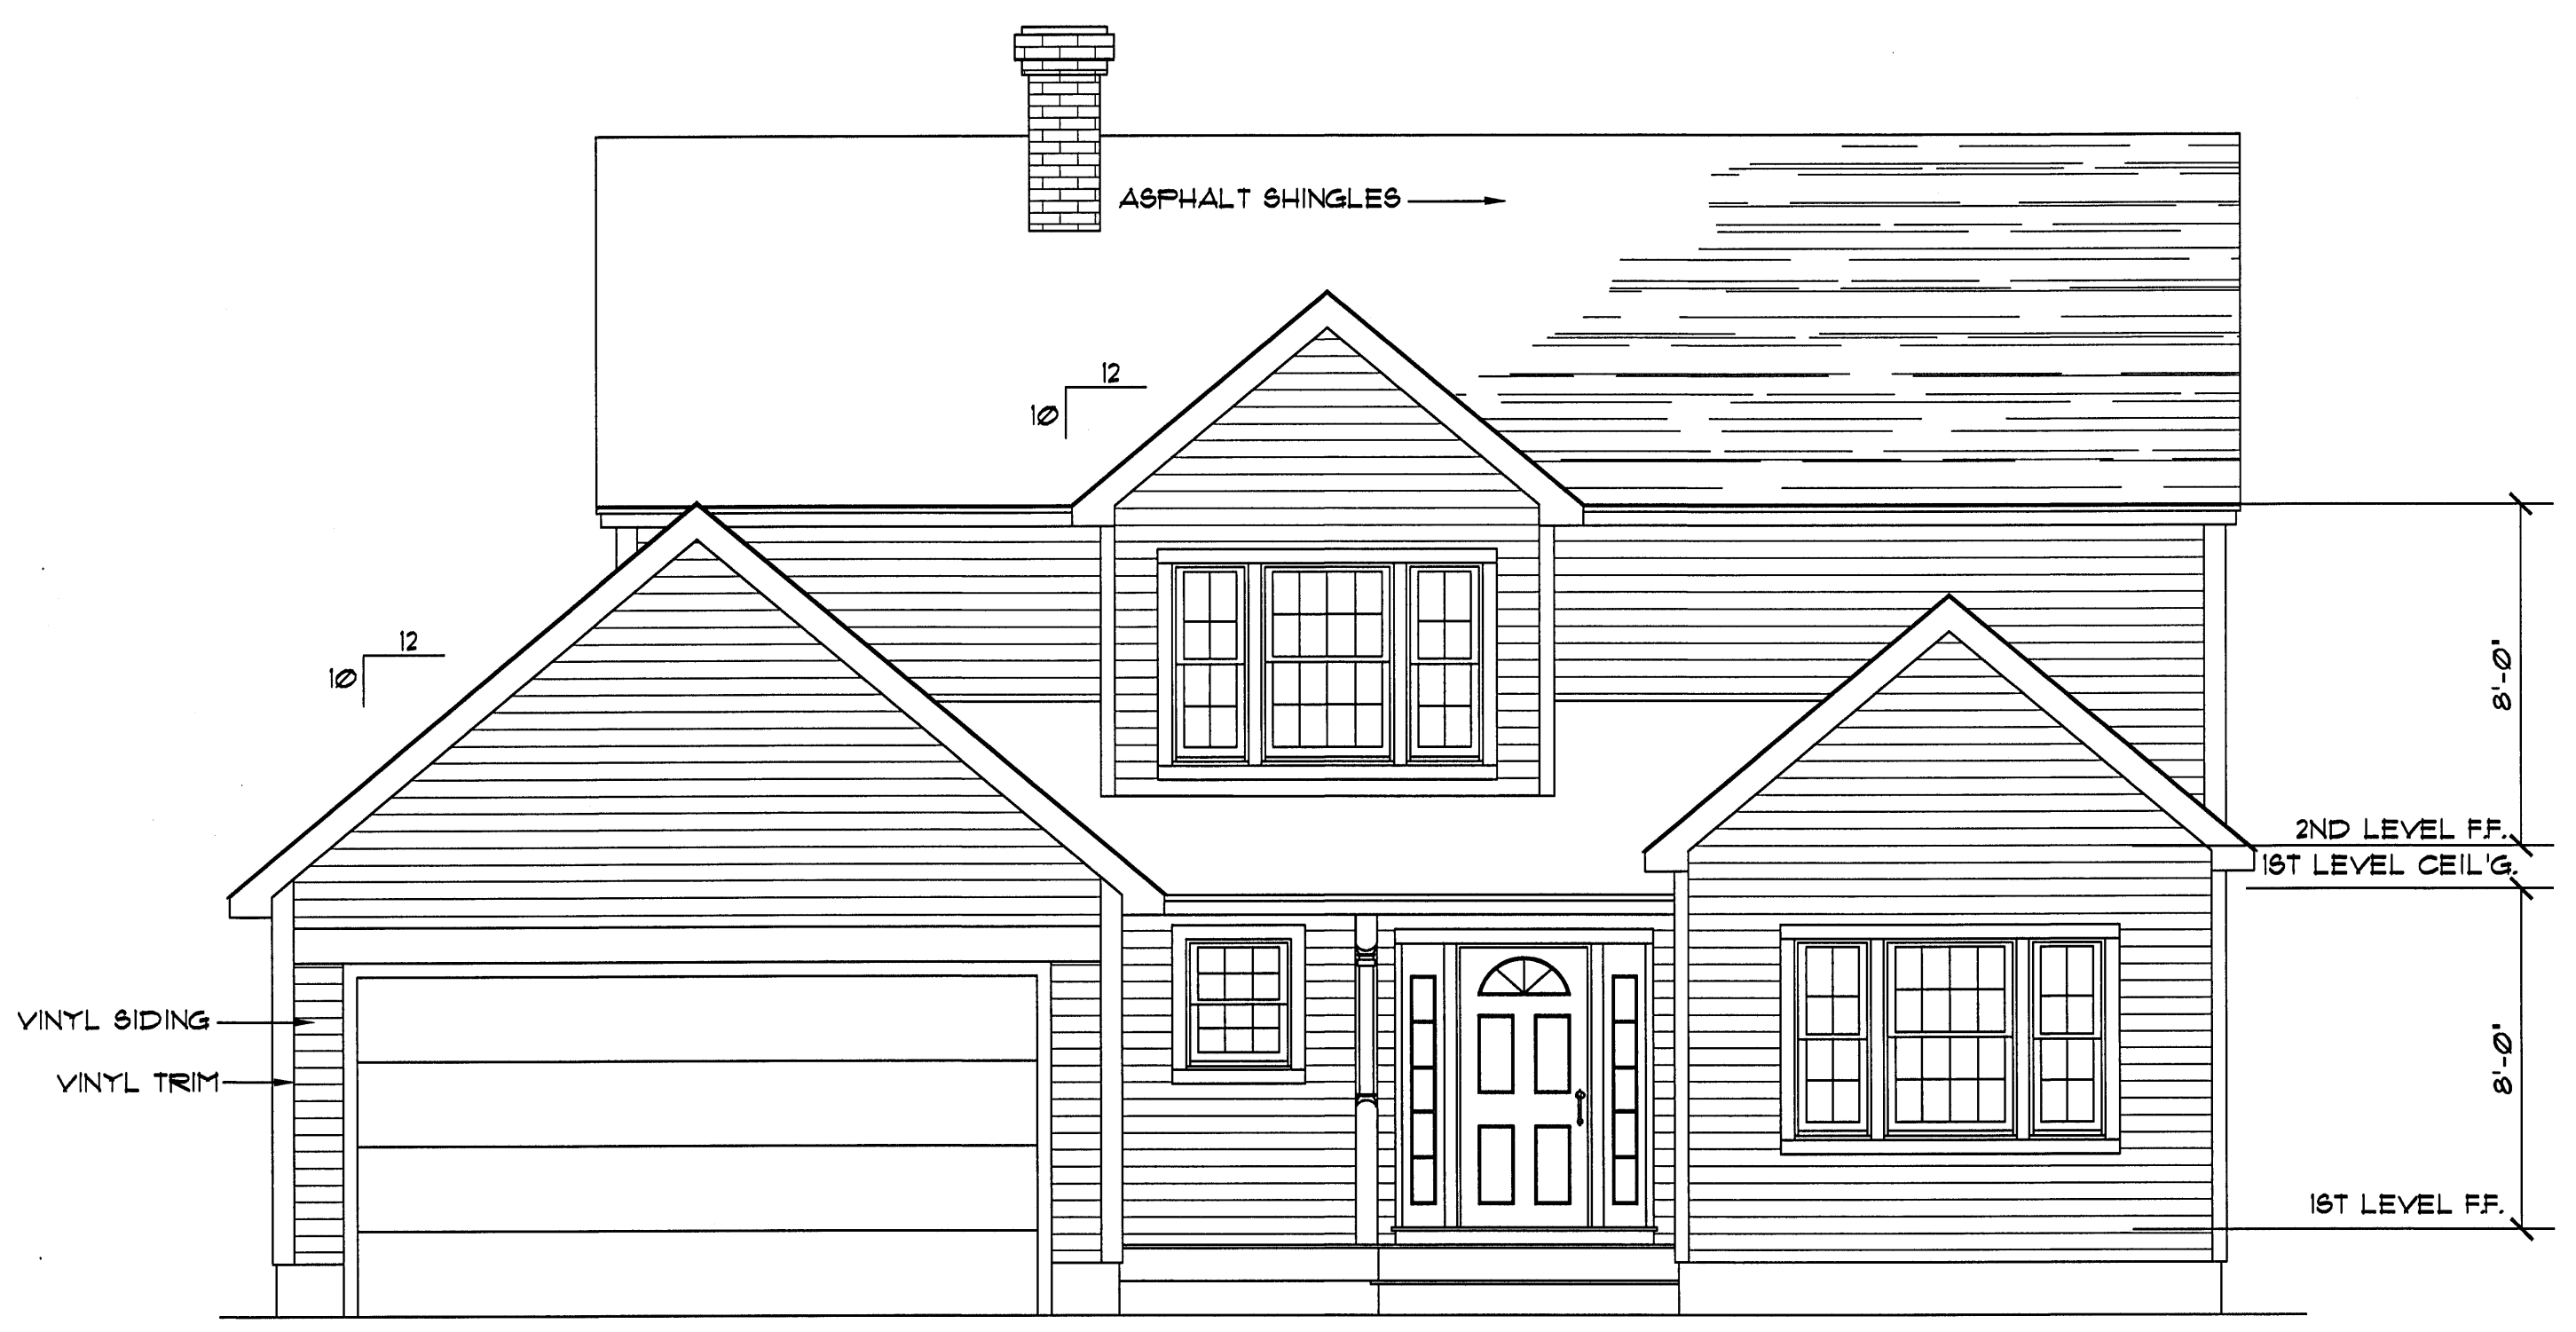 ASPHALT SHINGLES
12
10
12
10
8'-0"
2ND LEVEL F.F.
1ST LEVEL CEIL'G.
VINYL SIDING
8'-0"
VINYL TRIM
1ST LEVEL F.F.